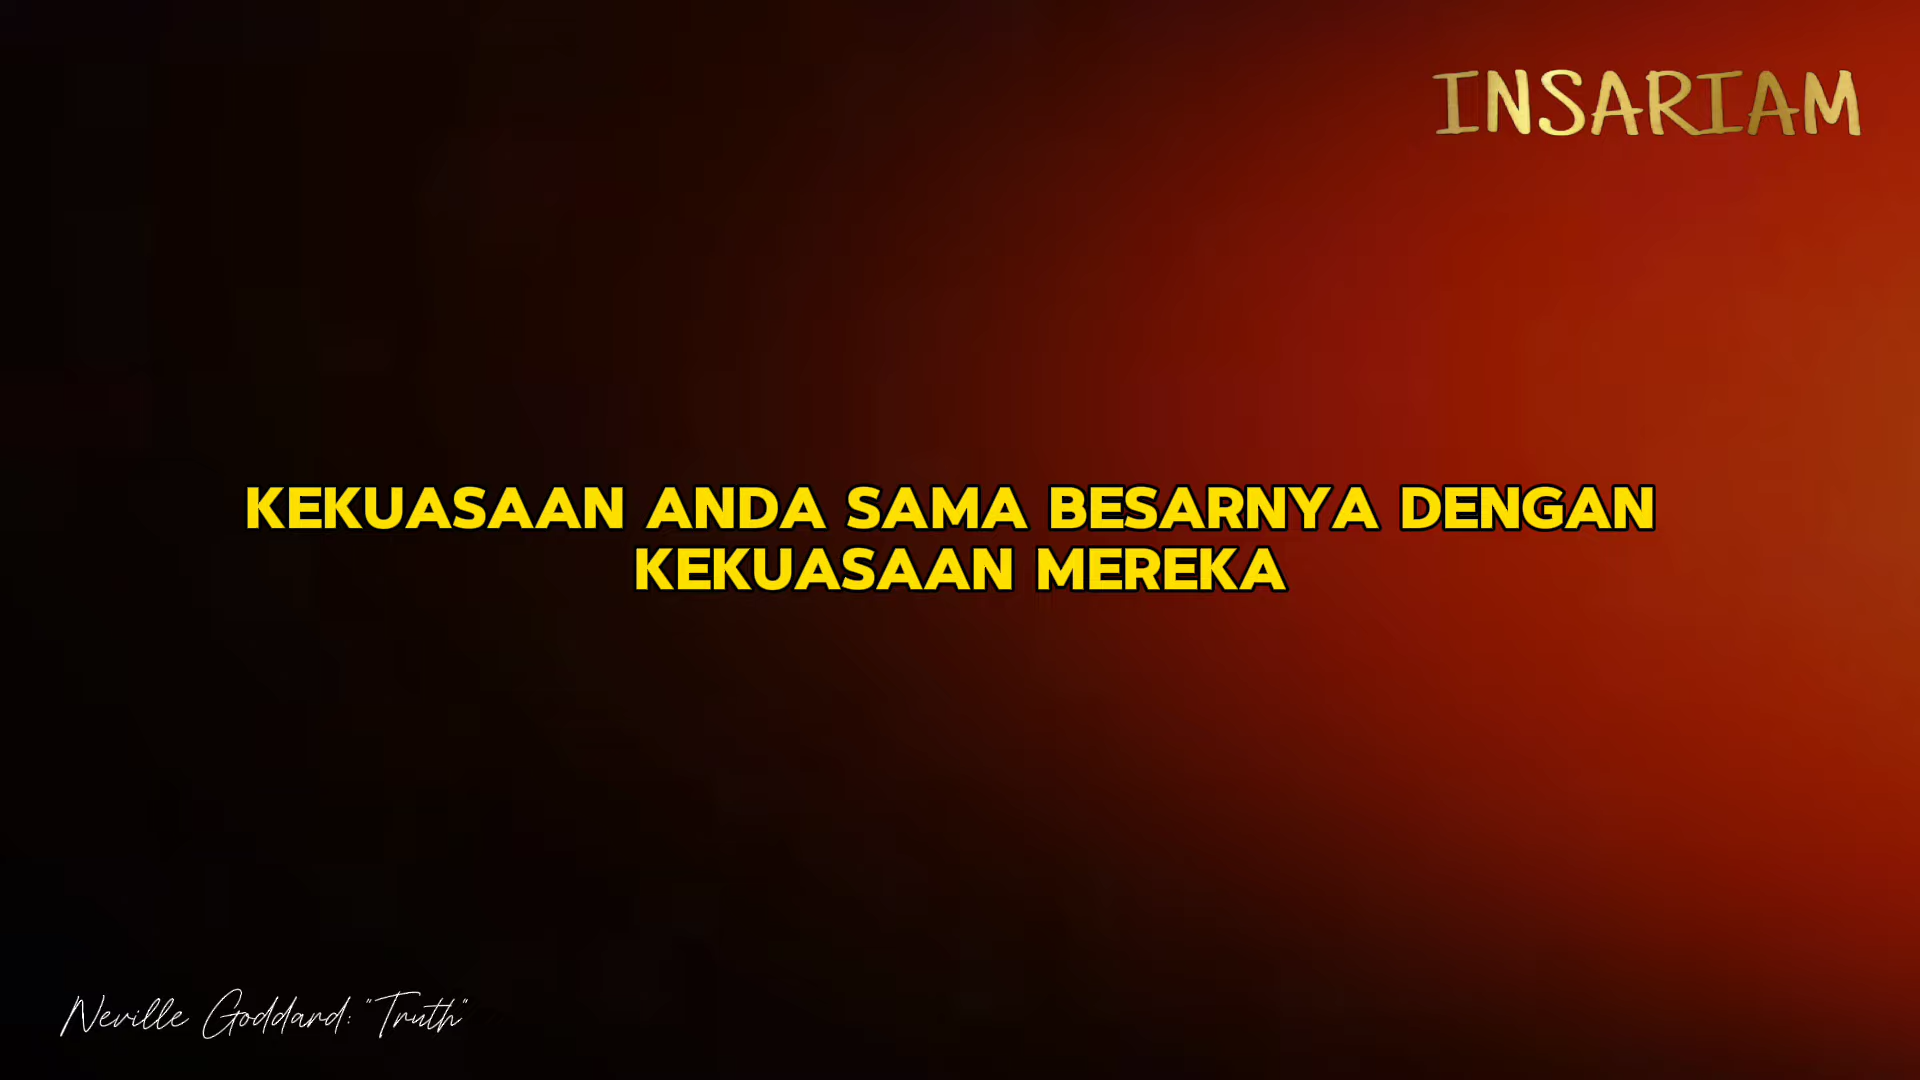 INSARIAM
KEKUASAAN ANDA SAMA BESARNYA DENGAN
KEKUASAAN MEREKA
Neville Goddard: "Truth"